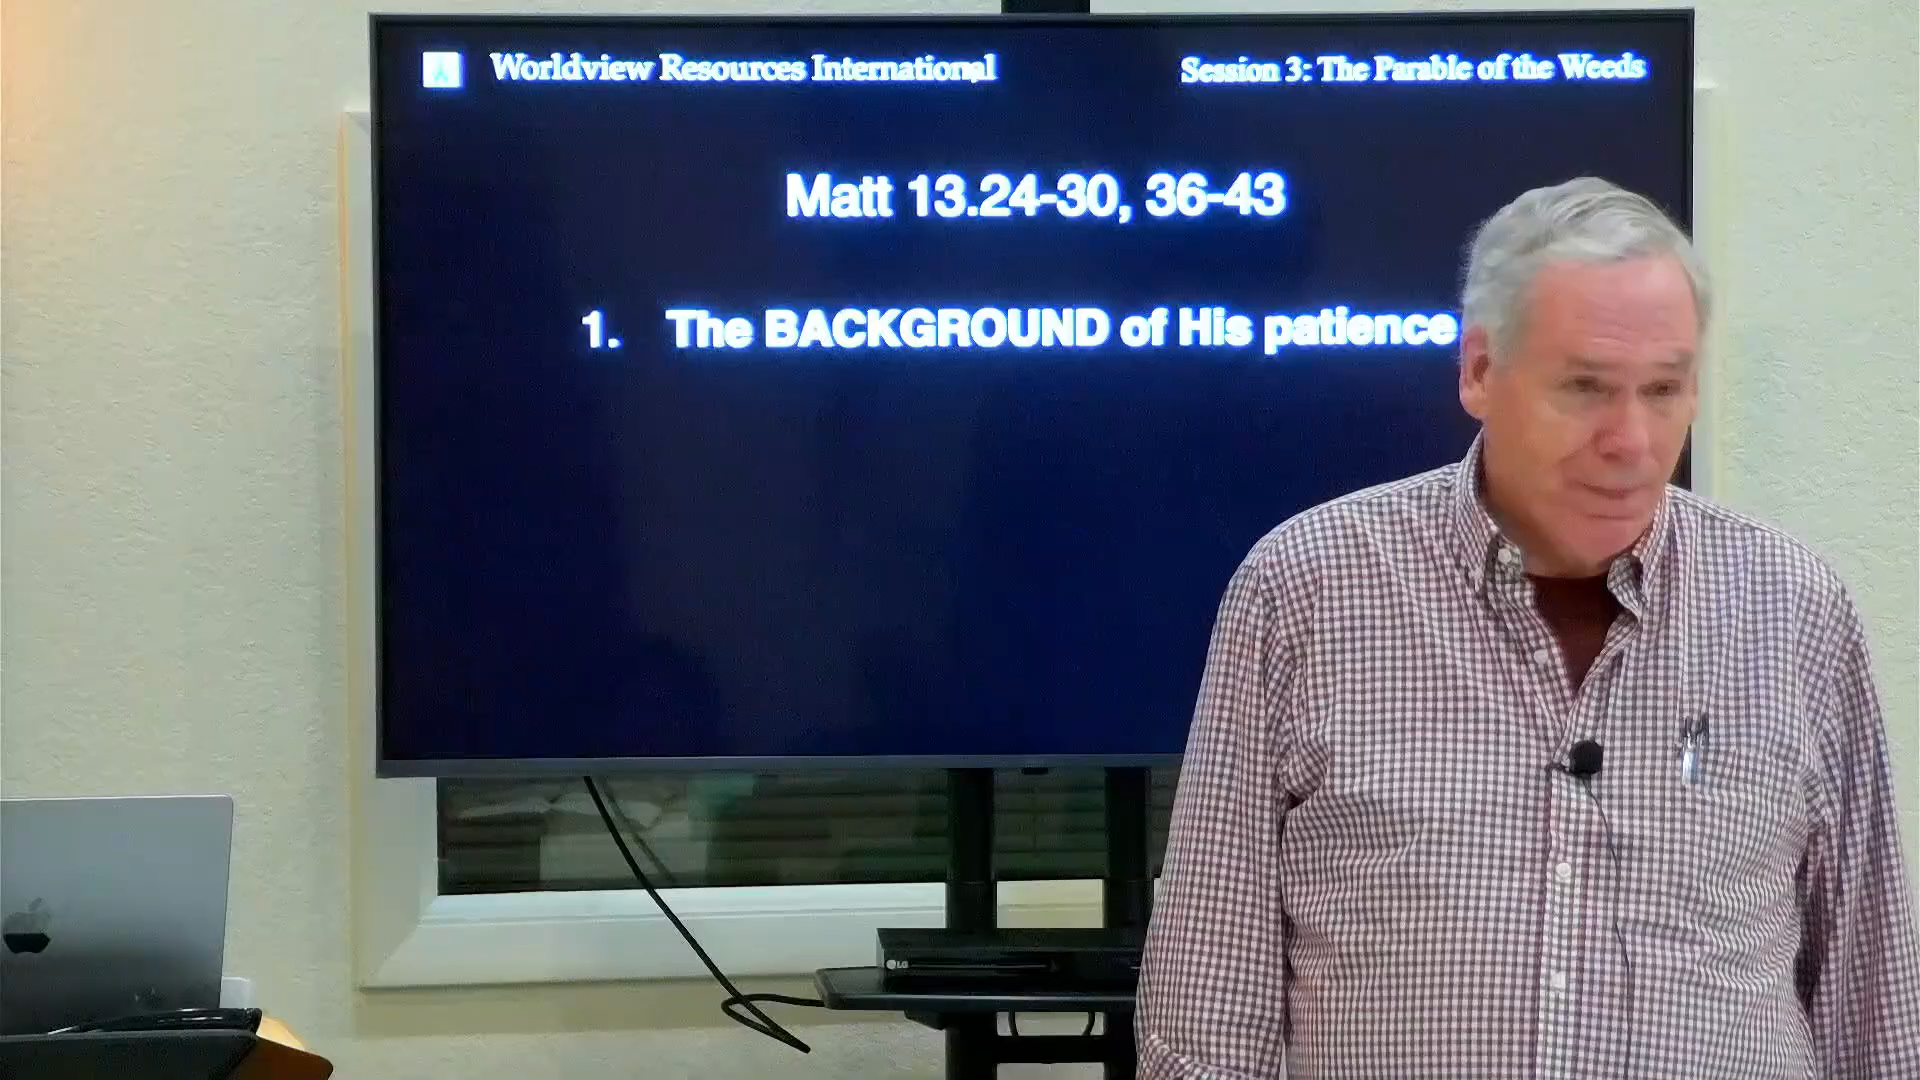 Worldview Resources International
Session 3: The Parable of the Weeds
Matt 13.24-30, 36-43
1. The BACKGROUND of His patience
LG